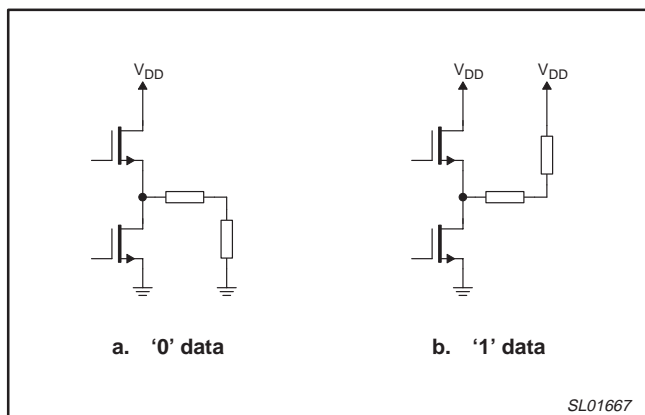 VDD
VDD
VDD
a. ‘0’ data
b. ‘1’ data
SL01667